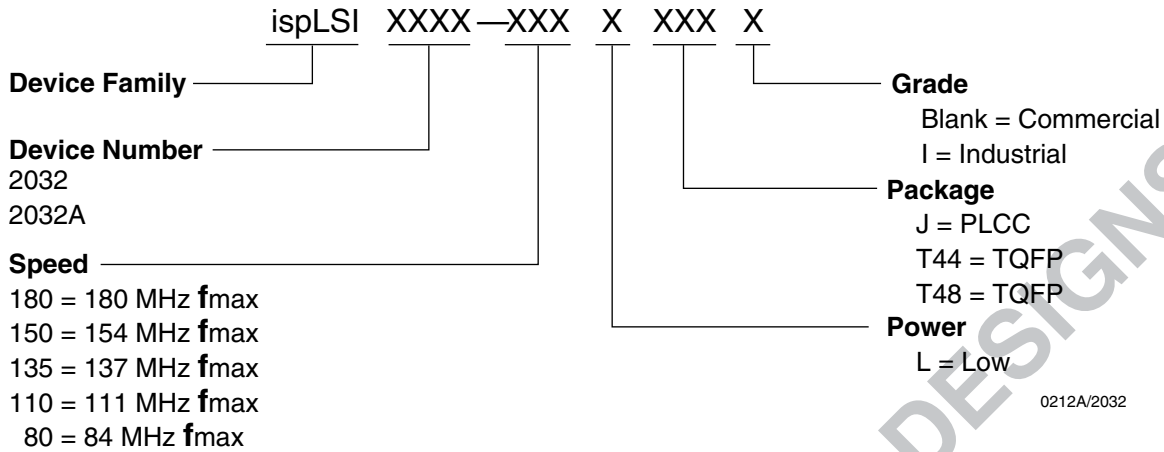 ispLSI XXXX — XXX X XXX X
Device Family
Device Number
2032
2032A
Speed
180 = 180 MHz fmax
150 = 154 MHz fmax
135 = 137 MHz fmax
110 = 111 MHz fmax
80 = 84 MHz fmax
Grade
Blank = Commercial
I = Industrial
Package
J = PLCC
T44 = TQFP
T48 = TQFP
Power
L = Low
0212A/2032
DESIGNS